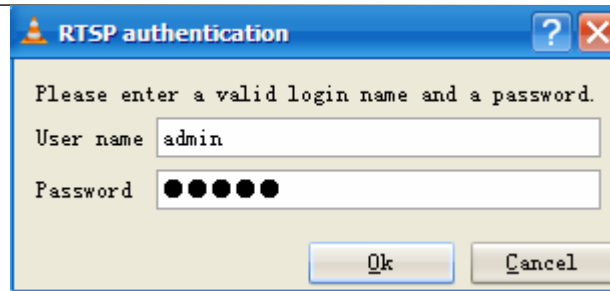 RTSP authentication
Please enter a valid login name and a password.
User name admin
Password ●●●●●
Ok Cancel